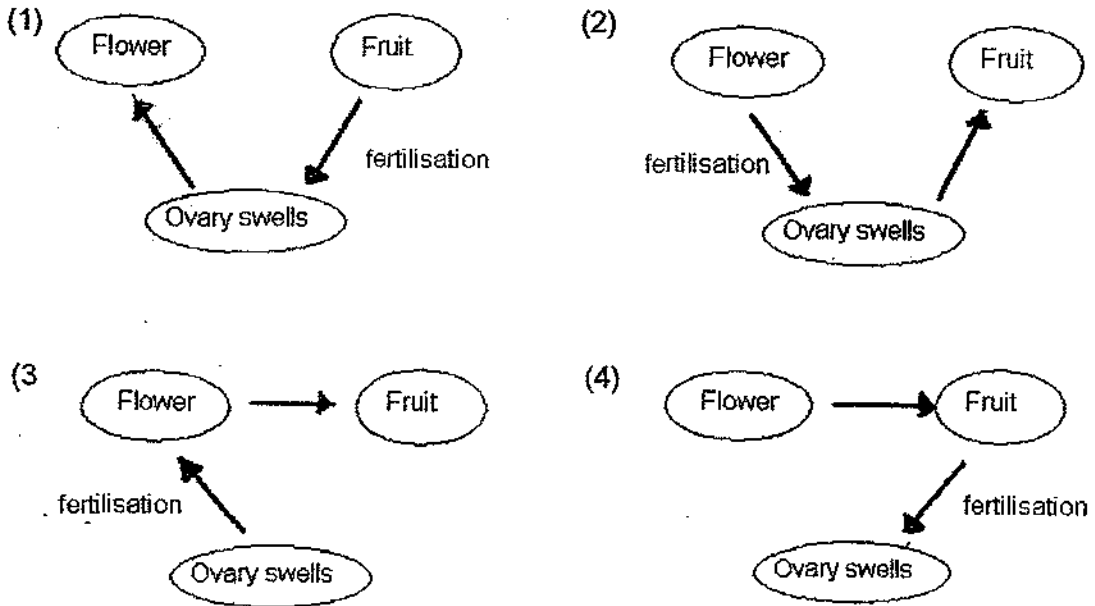 (1)
Flower
Fruit
fertilisation
Ovary swells
(2)
Flower
Fruit
fertilisation
Ovary swells
(3
Flower
Fruit
fertilisation
Ovary swells
(4)
Flower
Fruit
fertilisation
Ovary swells